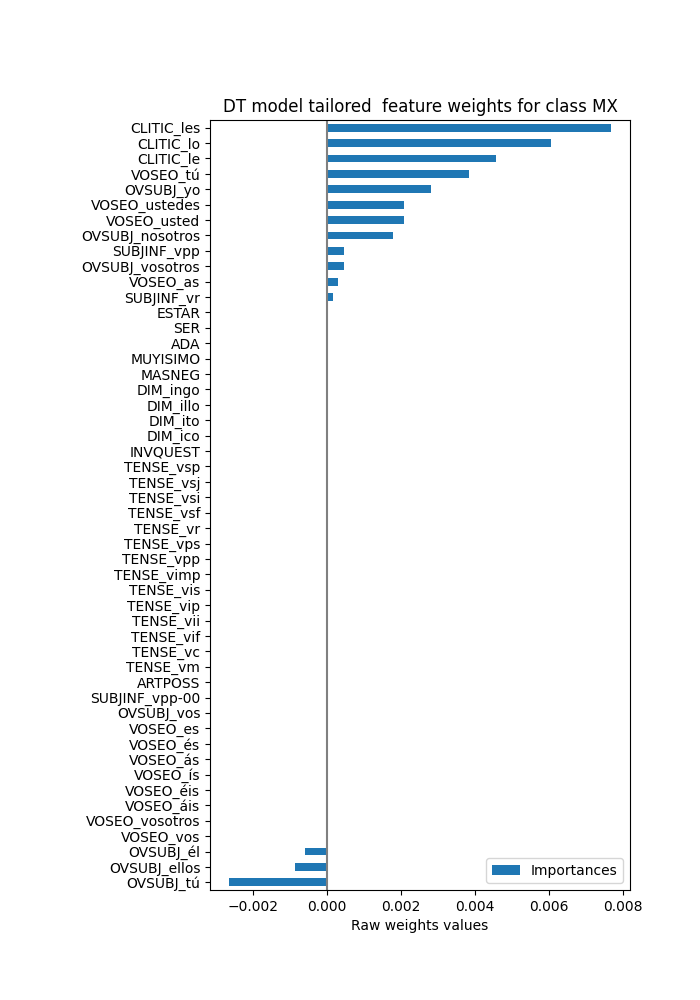 DT model tailored  feature weights for class MX
CLITIC_les
CLITIC_lo
CLITIC_le
VOSEO_tú
OVSUBJ_yo
VOSEO_ustedes
VOSEO_usted
OVSUBJ_nosotros
SUBJINF_vpp
OVSUBJ_vosotros
VOSEO_as
SUBJINF_vr
ESTAR
SER
ADA
MUYISIMO
MASNEG
DIM_ingo
DIM_illo
DIM_ito
DIM_ico
INVQUEST
TENSE_vsp
TENSE_vsj
TENSE_vsi
TENSE_vsf
TENSE_vr
TENSE_vps
TENSE_vpp
TENSE_vimp
TENSE_vis
TENSE_vip
TENSE_vii
TENSE_vif
TENSE_vc
TENSE_vm
ARTPOSS
SUBJINF_vpp-00
OVSUBJ_vos
VOSEO_es
VOSEO_és
VOSEO_ás
VOSEO_ís
VOSEO_éis
VOSEO_áis
VOSEO_vosotros
VOSEO_vos
OVSUBJ_él
OVSUBJ_ellos
OVSUBJ_tú
Importances
−0.002 0.000 0.002 0.004 0.006 0.008
Raw weights values